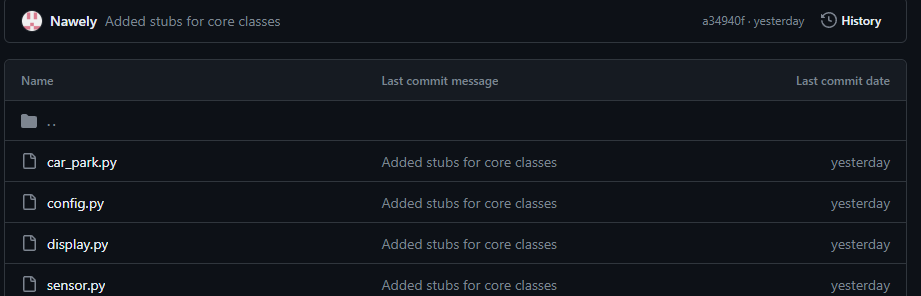 Nawely Added stubs for core classes a34940f · yesterday History
Name Last commit message Last commit date
..
car_park.py Added stubs for core classes yesterday
config.py Added stubs for core classes yesterday
display.py Added stubs for core classes yesterday
sensor.py Added stubs for core classes yesterday